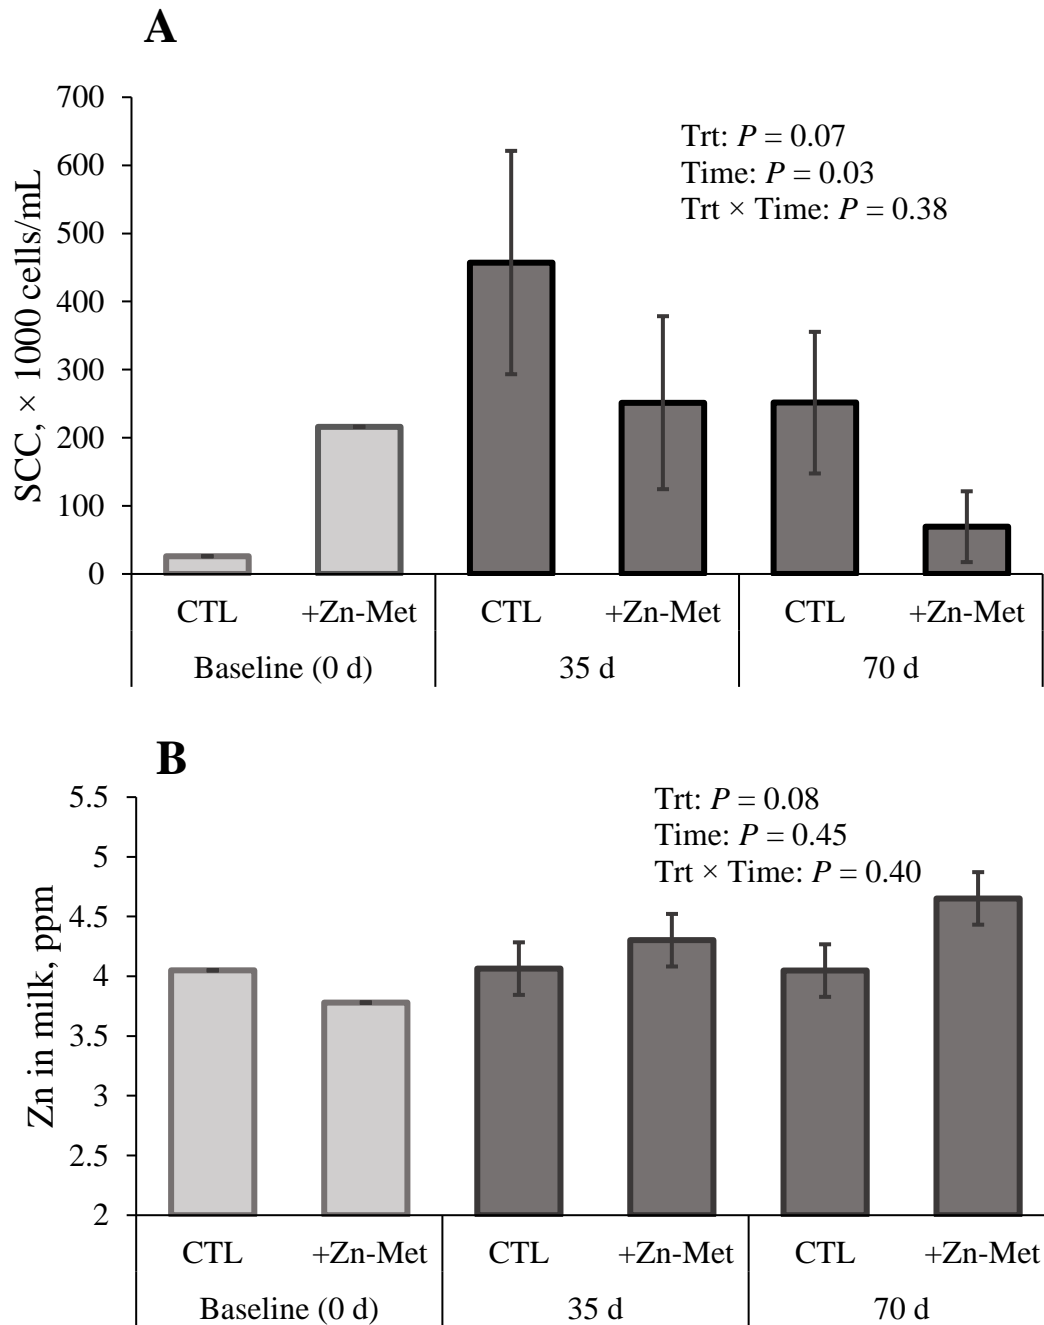 A
700
600
500
400
300
200
100
0
SCC, × 1000 cells/mL
Trt: P = 0.07
Time: P = 0.03
Trt × Time: P = 0.38
CTL +Zn-Met CTL +Zn-Met CTL +Zn-Met
Baseline (0 d) 35 d 70 d
B
5.5
5
4.5
4
3.5
3
2.5
2
Zn in milk, ppm
Trt: P = 0.08
Time: P = 0.45
Trt × Time: P = 0.40
CTL +Zn-Met CTL +Zn-Met CTL +Zn-Met
Baseline (0 d) 35 d 70 d